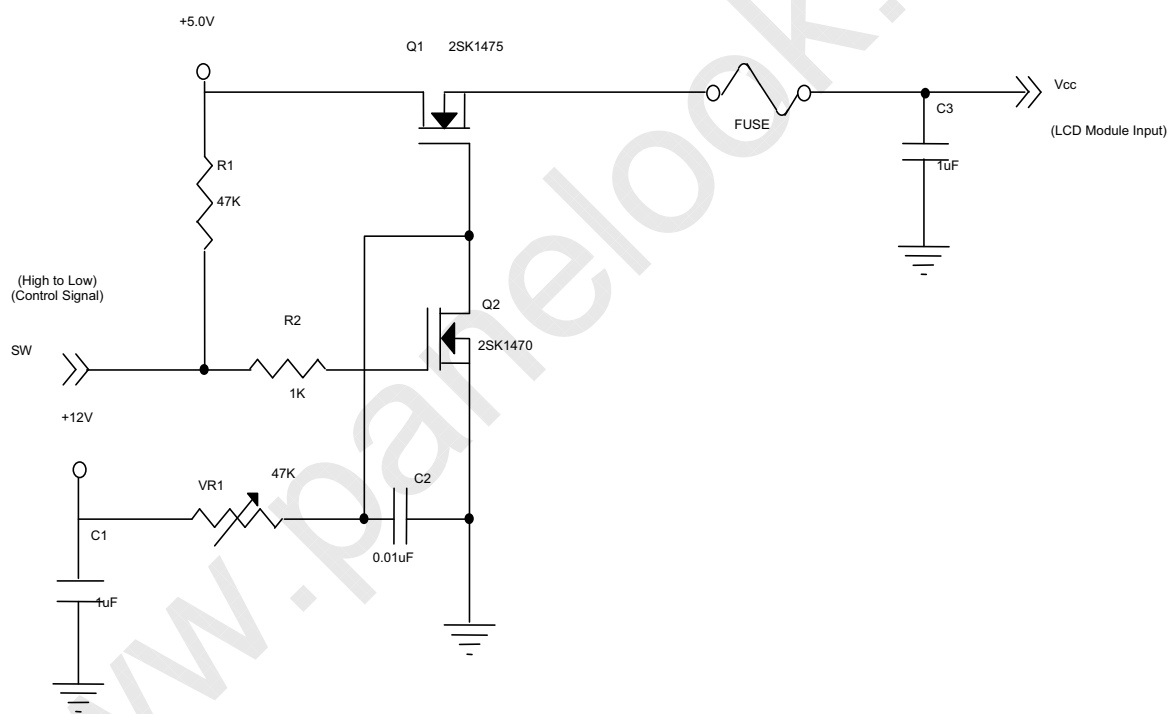 +5.0V
Q1 2SK1475
Vcc
C3
FUSE
(LCD Module Input)
R1
1uF
47K
(High to Low)
(Control Signal)
Q2
R2
SW
2SK1470
1K
+12V
47K
C2
VR1
C1
0.01uF
1uF
www.panelook.